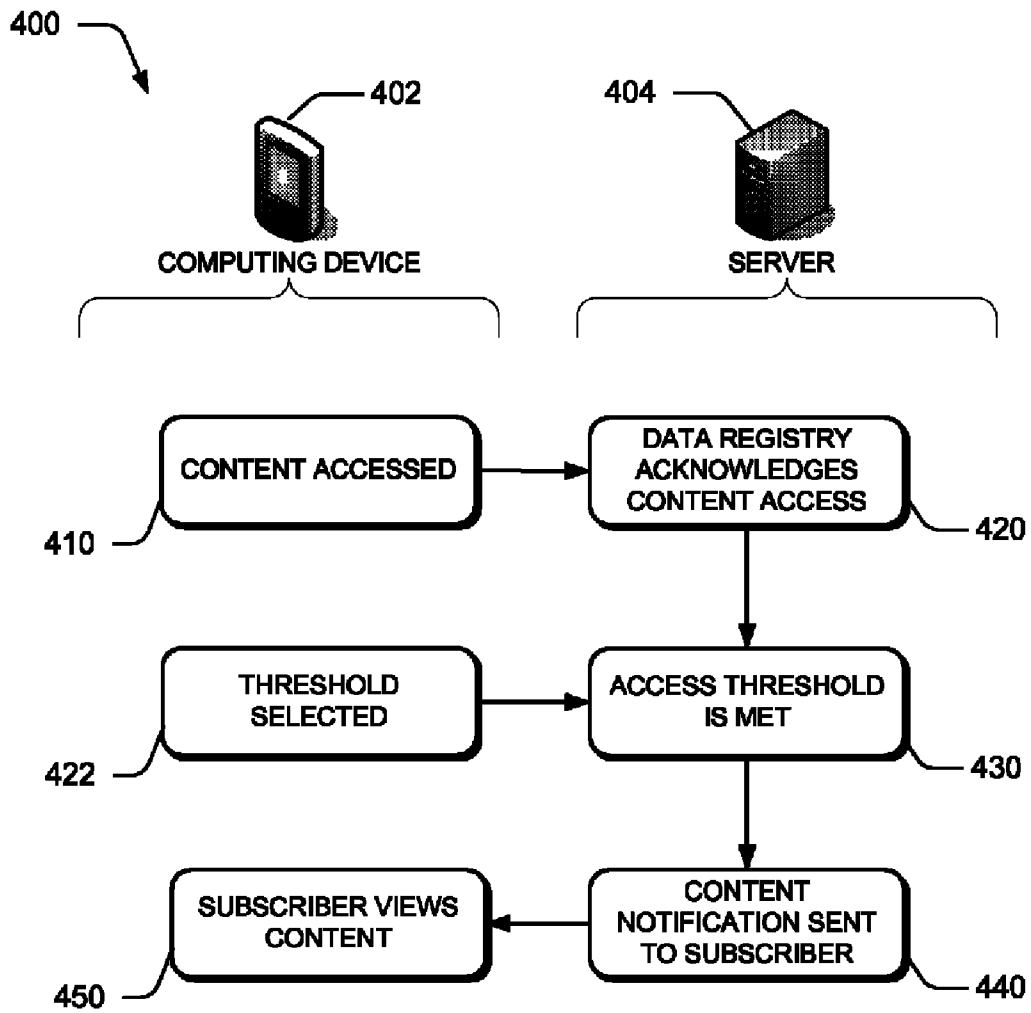 400
402
404
COMPUTING DEVICE
SERVER
CONTENT ACCESSED
DATA REGISTRY
ACKNOWLEDGES
CONTENT ACCESS
410
420
THRESHOLD
SELECTED
ACCESS THRESHOLD
IS MET
422
430
SUBSCRIBER VIEWS
CONTENT
CONTENT
NOTIFICATION SENT
TO SUBSCRIBER
450
440